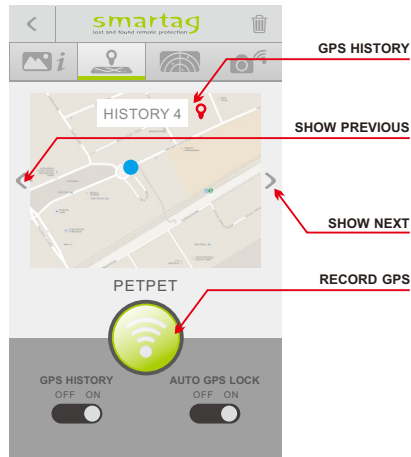 smartag
lost and found remote protection
i
GPS HISTORY
HISTORY 4
SHOW PREVIOUS
SHOW NEXT
RECORD GPS
PETPET
GPS HISTORY
OFF ON
AUTO GPS LOCK
OFF ON